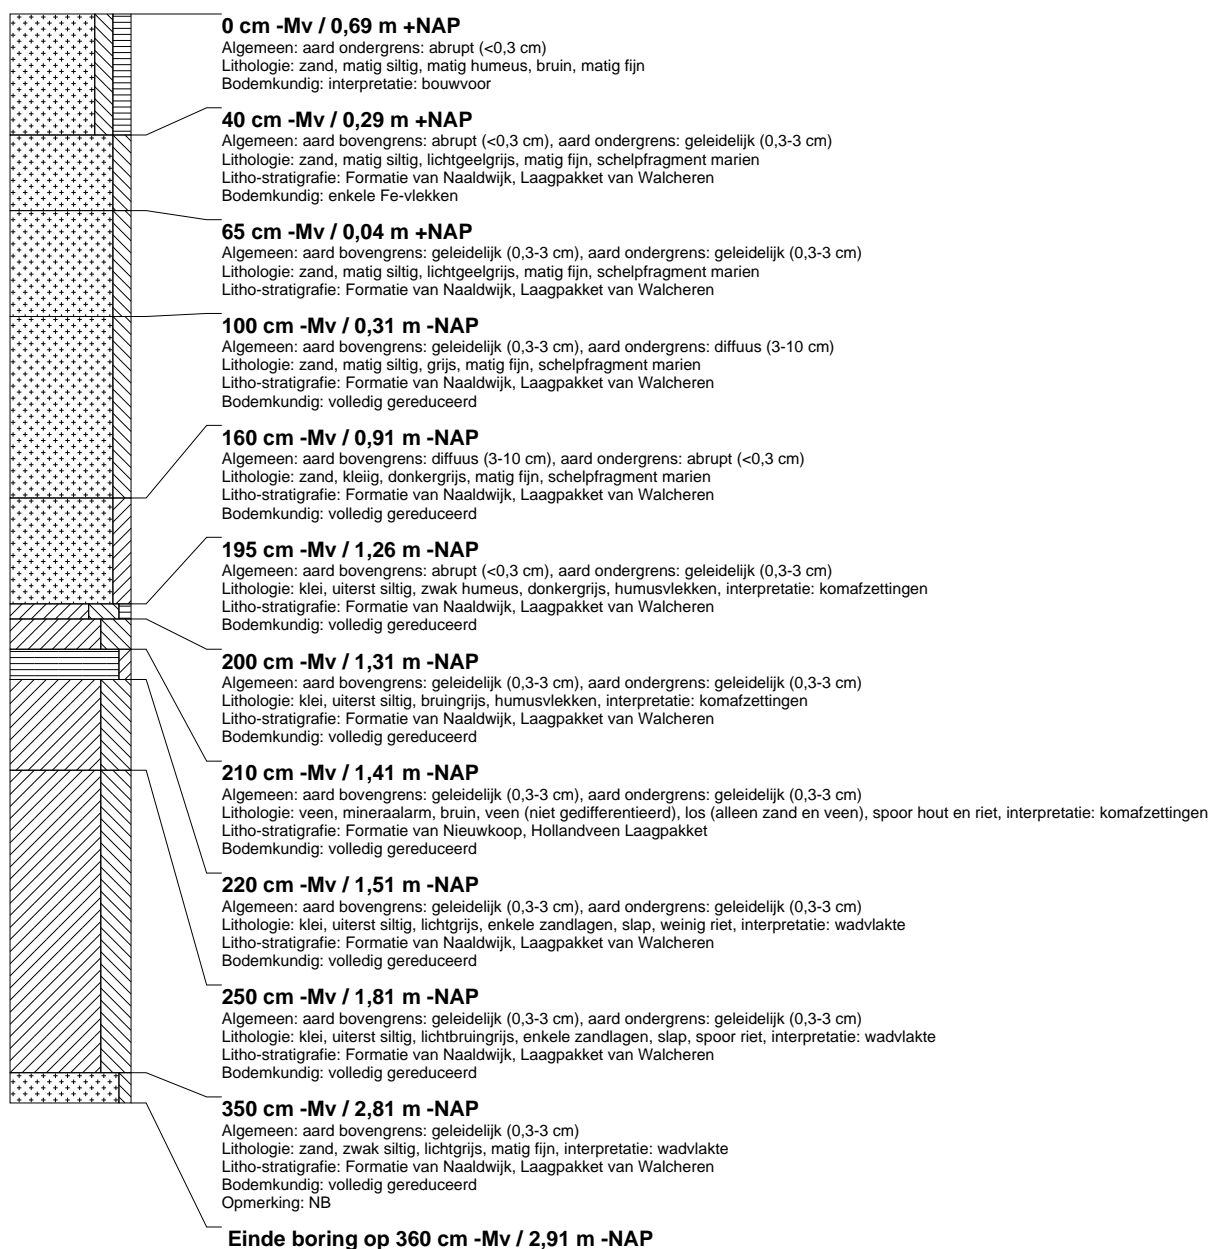 0 cm -Mv / 0,69 m +NAP
Algemeen: aard ondergrens: abrupt (<0,3 cm)
Lithologie: zand, matig siltig, matig humeus, bruin, matig fijn
Bodemkundig: interpretatie: bouwvoor
40 cm -Mv / 0,29 m +NAP
Algemeen: aard bovengrens: abrupt (<0,3 cm), aard ondergrens: geleidelijk (0,3-3 cm)
Lithologie: zand, matig siltig, lichtgeelgrijs, matig fijn, schelpfragment marien
Litho-stratigrafie: Formatie van Naaldwijk, Laagpakket van Walcheren
Bodemkundig: enkele Fe-vlekken
65 cm -Mv / 0,04 m +NAP
Algemeen: aard bovengrens: geleidelijk (0,3-3 cm), aard ondergrens: geleidelijk (0,3-3 cm)
Lithologie: zand, matig siltig, lichtgeelgrijs, matig fijn, schelpfragment marien
Litho-stratigrafie: Formatie van Naaldwijk, Laagpakket van Walcheren
100 cm -Mv / 0,31 m -NAP
Algemeen: aard bovengrens: geleidelijk (0,3-3 cm), aard ondergrens: diffuus (3-10 cm)
Lithologie: zand, matig siltig, grijs, matig fijn, schelpfragment marien
Litho-stratigrafie: Formatie van Naaldwijk, Laagpakket van Walcheren
Bodemkundig: volledig gereduceerd
160 cm -Mv / 0,91 m -NAP
Algemeen: aard bovengrens: diffuus (3-10 cm), aard ondergrens: abrupt (<0,3 cm)
Lithologie: zand, kleiig, donkergrijs, matig fijn, schelpfragment marien
Litho-stratigrafie: Formatie van Naaldwijk, Laagpakket van Walcheren
Bodemkundig: volledig gereduceerd
195 cm -Mv / 1,26 m -NAP
Algemeen: aard bovengrens: abrupt (<0,3 cm), aard ondergrens: geleidelijk (0,3-3 cm)
Lithologie: klei, uiterst siltig, zwak humeus, donkergrijs, humusvlekken, interpretatie: komafzettingen
Litho-stratigrafie: Formatie van Naaldwijk, Laagpakket van Walcheren
Bodemkundig: volledig gereduceerd
200 cm -Mv / 1,31 m -NAP
Algemeen: aard bovengrens: geleidelijk (0,3-3 cm), aard ondergrens: geleidelijk (0,3-3 cm)
Lithologie: klei, uiterst siltig, bruingrijs, humusvlekken, interpretatie: komafzettingen
Litho-stratigrafie: Formatie van Naaldwijk, Laagpakket van Walcheren
Bodemkundig: volledig gereduceerd
210 cm -Mv / 1,41 m -NAP
Algemeen: aard bovengrens: geleidelijk (0,3-3 cm), aard ondergrens: geleidelijk (0,3-3 cm)
Lithologie: veen, mineraalarm, bruin, veen (niet gedifferentieerd), los (alleen zand en veen), spoor hout en riet, interpretatie: komafzettingen
Litho-stratigrafie: Formatie van Nieuwkoop, Hollandveen Laagpakket
Bodemkundig: volledig gereduceerd
220 cm -Mv / 1,51 m -NAP
Algemeen: aard bovengrens: geleidelijk (0,3-3 cm), aard ondergrens: geleidelijk (0,3-3 cm)
Lithologie: klei, uiterst siltig, lichtgrijs, enkele zandlagen, slap, weinig riet, interpretatie: wadvlakte
Litho-stratigrafie: Formatie van Naaldwijk, Laagpakket van Walcheren
Bodemkundig: volledig gereduceerd
250 cm -Mv / 1,81 m -NAP
Algemeen: aard bovengrens: geleidelijk (0,3-3 cm), aard ondergrens: geleidelijk (0,3-3 cm)
Lithologie: klei, uiterst siltig, lichtbruingrijs, enkele zandlagen, slap, spoor riet, interpretatie: wadvlakte
Litho-stratigrafie: Formatie van Naaldwijk, Laagpakket van Walcheren
Bodemkundig: volledig gereduceerd
350 cm -Mv / 2,81 m -NAP
Algemeen: aard bovengrens: geleidelijk (0,3-3 cm)
Lithologie: zand, zwak siltig, lichtgrijs, matig fijn, interpretatie: wadvlakte
Litho-stratigrafie: Formatie van Naaldwijk, Laagpakket van Walcheren
Bodemkundig: volledig gereduceerd
Opmerking: NB
Einde boring op 360 cm -Mv / 2,91 m -NAP